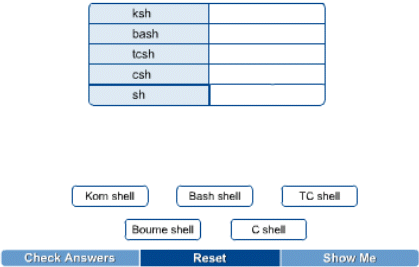 ksh
bash
tcsh
csh
sh
Korn shell Bash shell TC shell
Bourne shell C shell
Check Answers Reset Show Me